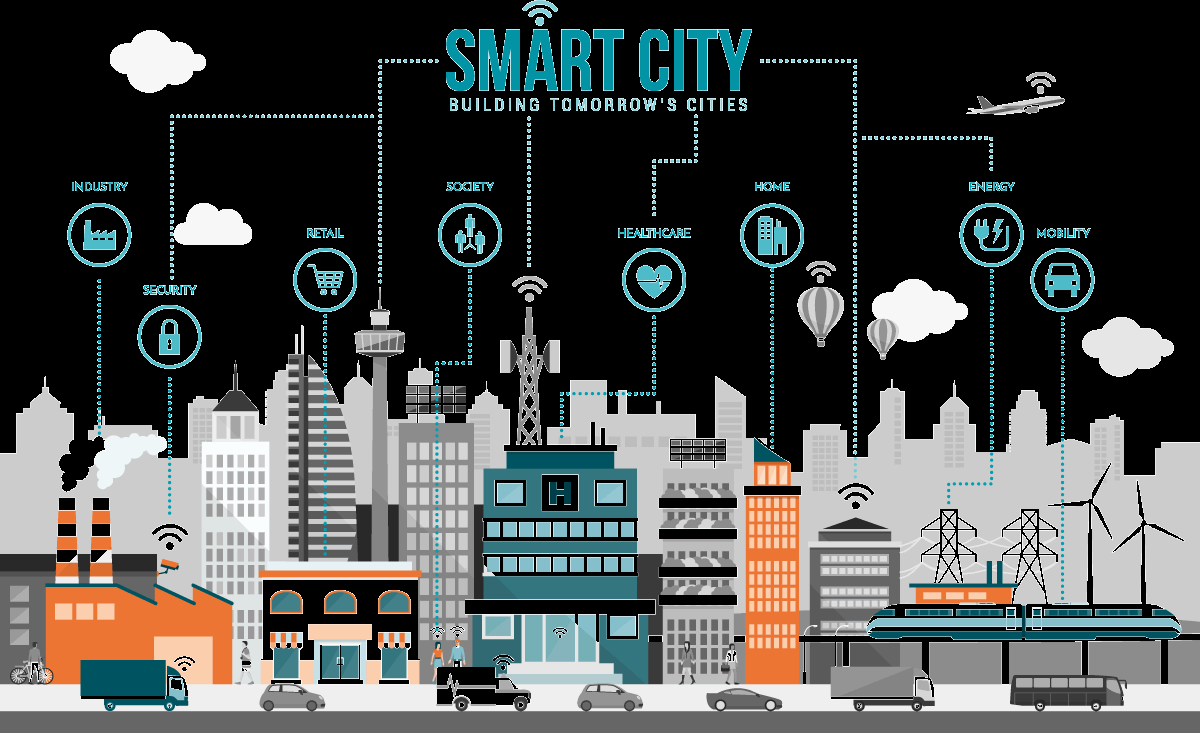 SMART CITY
BUILDING TOMORROW'S CITIES
INDUSTRY
SOCIETY
HOME
ENERGY
RETAIL
HEALTHCARE
MOBILITY
SECURITY
H